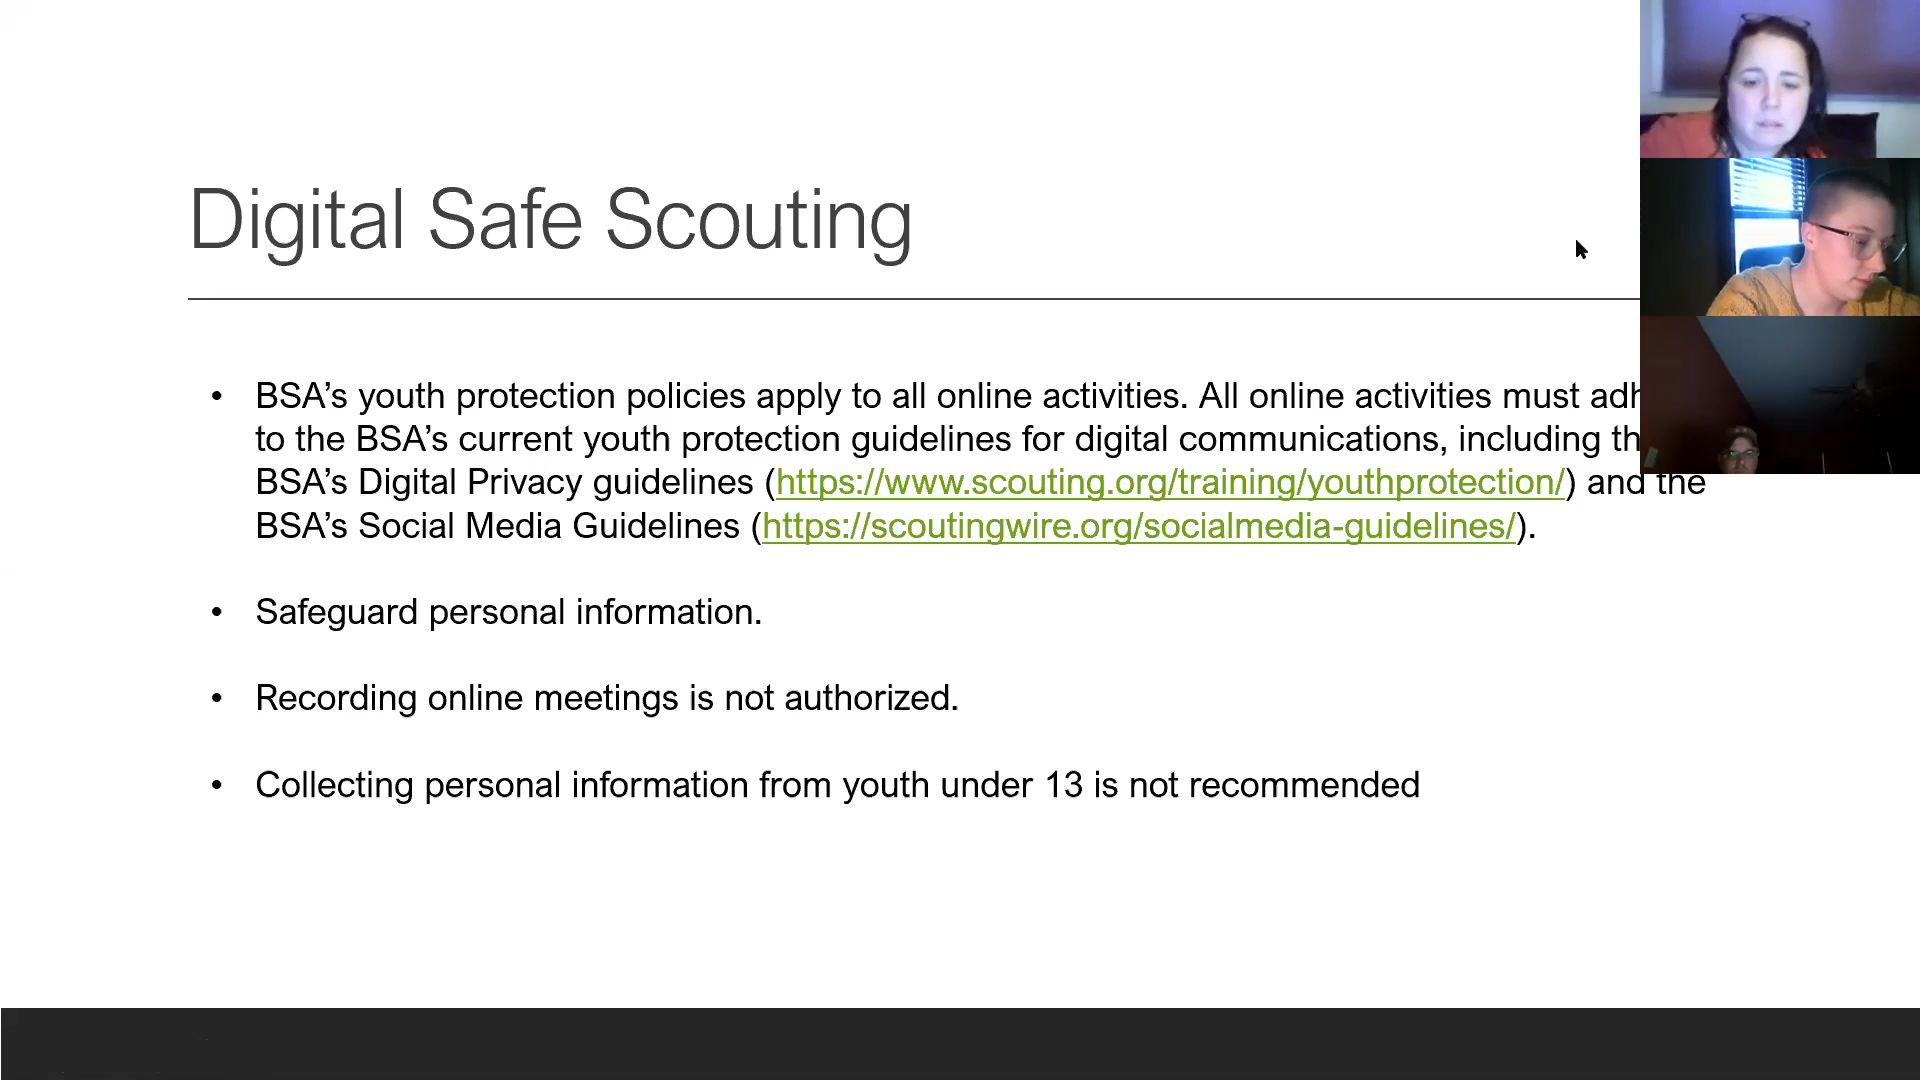 Digital Safe Scouting
• BSA’s youth protection policies apply to all online activities. All online activities must
to the BSA’s current youth protection guidelines for digital communications, including
BSA’s Digital Privacy guidelines (https://www.scouting.org/training/youthprotection/) and the
BSA’s Social Media Guidelines (https://scoutingwire.org/socialmedia-guidelines/).
• Safeguard personal information.
• Recording online meetings is not authorized.
• Collecting personal information from youth under 13 is not recommended